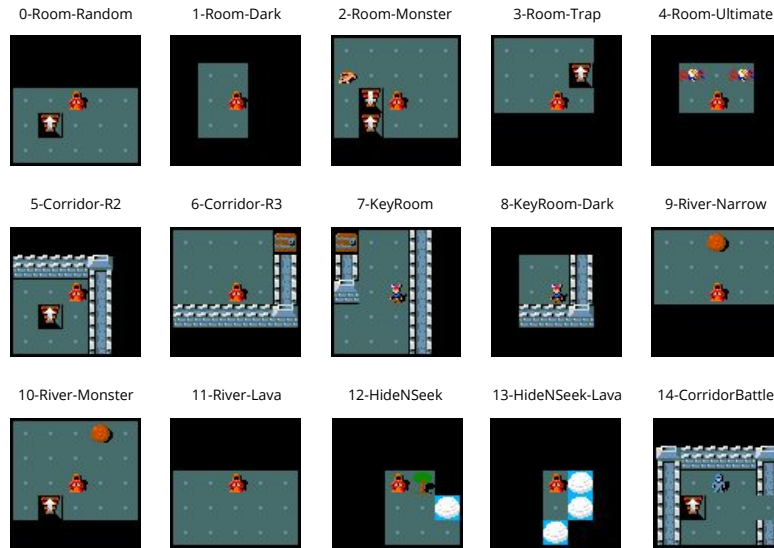 0-Room-Random 1-Room-Dark 2-Room-Monster 3-Room-Trap 4-Room-Ultimate
5-Corridor-R2 6-Corridor-R3 7-KeyRoom 8-KeyRoom-Dark 9-River-Narrow
10-River-Monster 11-River-Lava 12-HideNSeek 13-HideNSeek-Lava 14-CorridorBattle